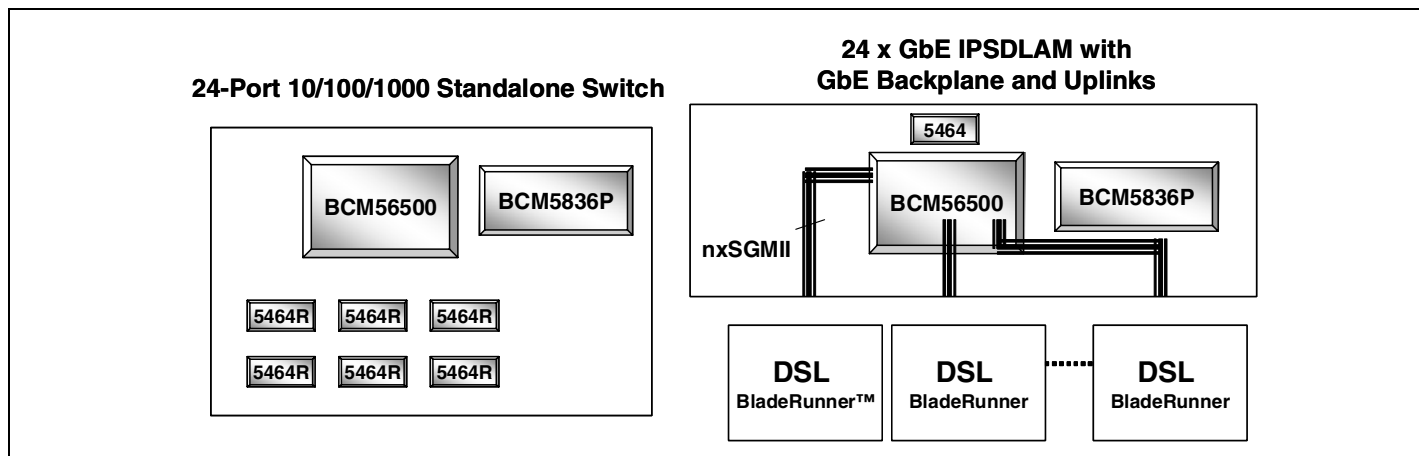 24-Port 10/100/1000 Standalone Switch
BCM56500
BCM5836P
5464R 5464R 5464R
5464R 5464R 5464R
24 x GbE IPSDLAM with
GbE Backplane and Uplinks
5464
BCM56500
BCM5836P
nxSGMII
DSL
BladeRunner™
DSL
BladeRunner
DSL
BladeRunner